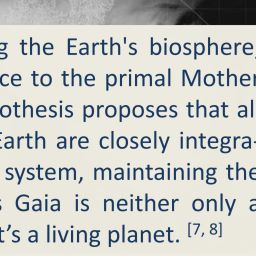 g the Earth's biosphere,
ce to the primal Mother
othesis proposes that al
Earth are closely integra-
system, maintaining the
s Gaia is neither only a
t’s a living planet. [7, 8]